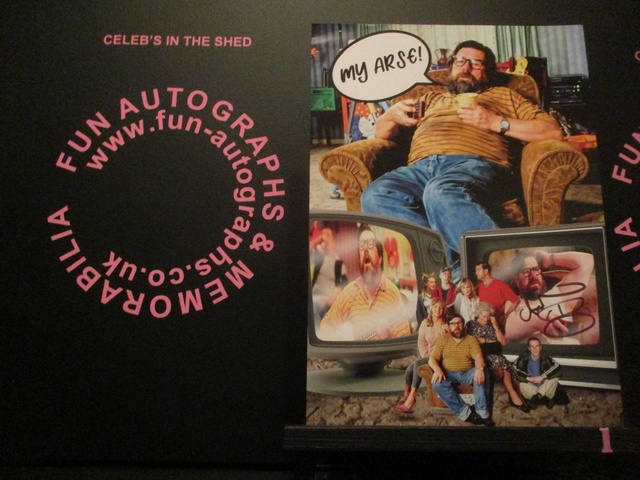 CELEB'S IN THE SHED
FUN AUTOGRAPHS & MEMORABILIA
www.fun-autographs.co.uk
MY ARSE!
1